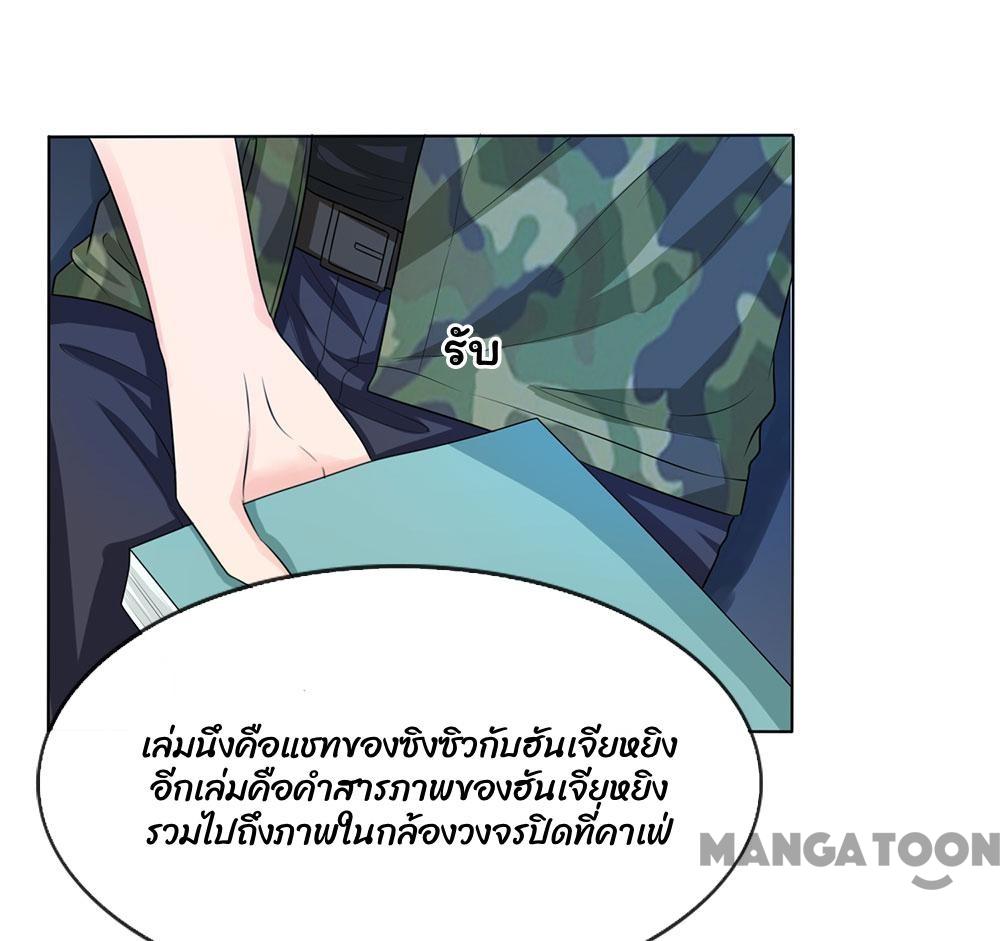 รับ
เล่มนึงคือแชทของซิงซิวกับฮันเจียหยิง
อีกเล่มคือคำสารภาพของฮันเจียหยิง
รวมไปถึงภาพในกล้องวงจรปิดที่คาเฟ่
MANGATOON